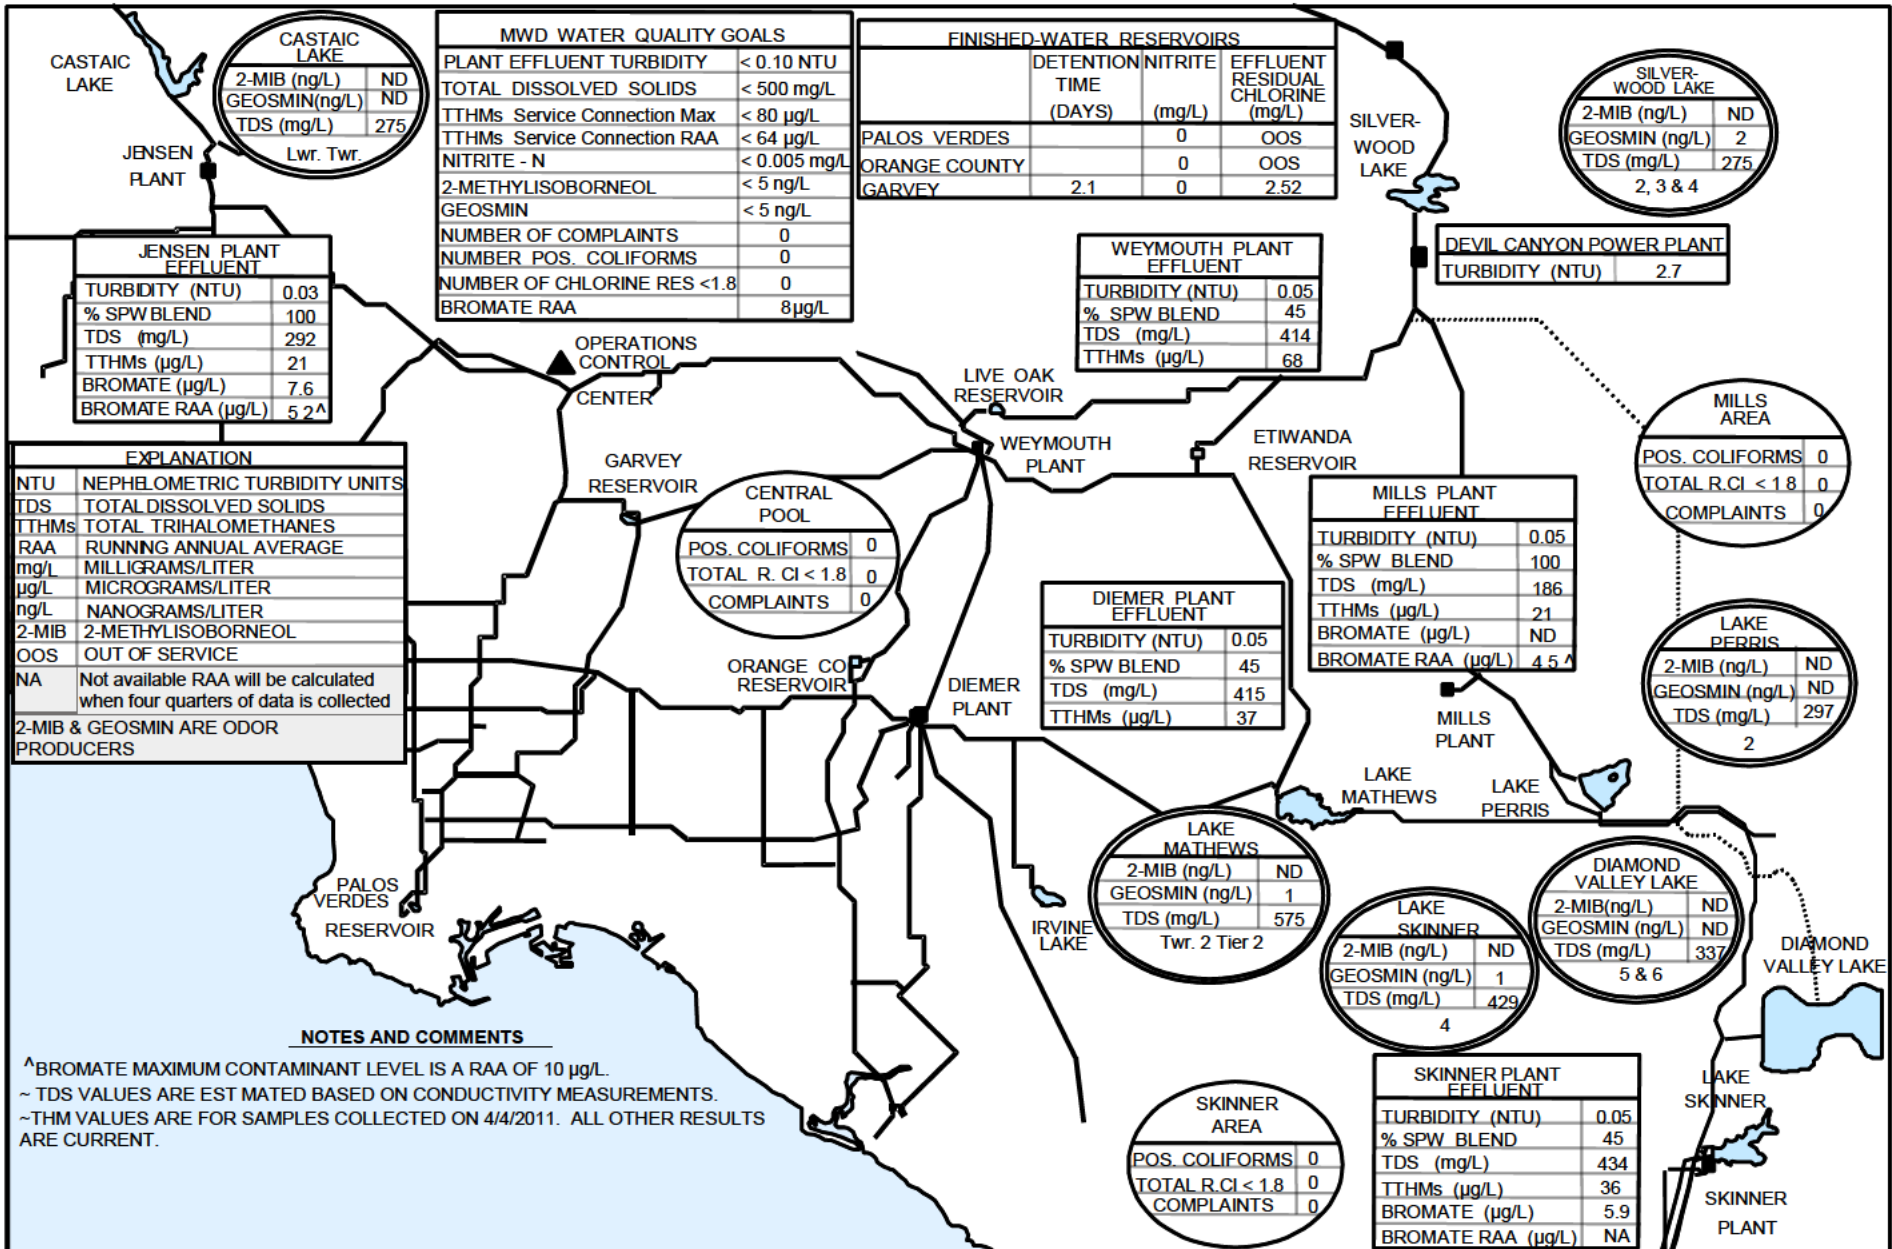 CASTAIC
LAKE
CASTAIC
LAKE
2-MIB (ng/L) ND
GEOSMIN(ng/L) ND
TDS (mg/L) 275
Lwr. Twr.
JENSEN
PLANT
MWD WATER QUALITY GOALS
PLANT EFFLUENT TURBIDITY < 0.10 NTU
TOTAL DISSOLVED SOLIDS < 500 mg/L
TTHMs Service Connection Max < 80 µg/L
TTHMs Service Connection RAA < 64 µg/L
NITRITE - N < 0.005 mg/L
2-METHYLISOBORNEOL < 5 ng/L
GEOSMIN < 5 ng/L
NUMBER OF COMPLAINTS 0
NUMBER POS. COLIFORMS 0
NUMBER OF CHLORINE RES <1.8 0
BROMATE RAA 8µg/L
FINISHED-WATER RESERVOIRS
DETENTION NITRITE EFFLUENT
TIME RESIDUAL
CHLORINE
(DAYS) (mg/L) (mg/L)
PALOS VERDES 0 OOS
ORANGE COUNTY 0 OOS
GARVEY 2.1 0 2.52
SILVER-
WOOD
LAKE
SILVER-
WOOD LAKE
2-MIB (ng/L) ND
GEOSMIN (ng/L) 2
TDS (mg/L) 275
2, 3 & 4
DEVIL CANYON POWER PLANT
TURBIDITY (NTU) 2.7
JENSEN PLANT
EFFLUENT
TURBIDITY (NTU) 0.03
% SPW BLEND 100
TDS (mg/L) 292
TTHMs (µg/L) 21
BROMATE (µg/L) 7.6
BROMATE RAA (µg/L) 5 2^
WEYMOUTH PLANT
EFFLUENT
TURBIDITY (NTU) 0.05
% SPW BLEND 45
TDS (mg/L) 414
TTHMs (µg/L) 68
OPERATIONS
CONTROL
CENTER
LIVE OAK
RESERVOIR
WEYMOUTH
PLANT
ETIWANDA
RESERVOIR
MILLS
AREA
POS. COLIFORMS 0
TOTAL R.Cl < 1 8 0
COMPLAINTS 0
EXPLANATION
NTU NEPHELOMETRIC TURBIDITY UNITS
TDS TOTAL DISSOLVED SOLIDS
TTHMs TOTAL TRIHALOMETHANES
RAA RUNNING ANNUAL AVERAGE
mg/L MILLIGRAMS/LITER
µg/L MICROGRAMS/LITER
ng/L NANOGRAMS/LITER
2-MIB 2-METHYLISOBORNEOL
OOS OUT OF SERVICE
NA Not available RAA will be calculated
when four quarters of data is collected
2-MIB & GEOSMIN ARE ODOR
PRODUCERS
GARVEY
RESERVOIR
CENTRAL
POOL
POS. COLIFORMS 0
TOTAL R. Cl < 1.8 0
COMPLAINTS 0
MILLS PLANT
EFFLUENT
TURBIDITY (NTU) 0.05
% SPW BLEND 100
TDS (mg/L) 186
TTHMs (µg/L) 21
BROMATE (µg/L) ND
BROMATE RAA (µg/L) 4 5 ^
DIEMER PLANT
EFFLUENT
TURBIDITY (NTU) 0.05
% SPW BLEND 45
TDS (mg/L) 415
TTHMs (µg/L) 37
ORANGE CO
RESERVOIR
DIEMER
PLANT
MILLS
PLANT
LAKE
PERRIS
2-MIB (ng/L) ND
GEOSMIN (ng/L) ND
TDS (mg/L) 297
2
LAKE
MATHEWS
LAKE
PERRIS
LAKE
MATHEWS
2-MIB (ng/L) ND
GEOSMIN (ng/L) 1
TDS (mg/L) 575
Twr. 2 Tier 2
PALOS
VERDES
RESERVOIR
IRVINE
LAKE
LAKE
SKINNER
2-MIB (ng/L) ND
GEOSMIN (ng/L) 1
TDS (mg/L) 429
4
DIAMOND
VALLEY LAKE
2-MIB(ng/L) ND
GEOSMIN (ng/L) ND
TDS (mg/L) 337
5 & 6
DIAMOND
VALLEY LAKE
NOTES AND COMMENTS
^BROMATE MAXIMUM CONTAMINANT LEVEL IS A RAA OF 10 µg/L.
~ TDS VALUES ARE EST MATED BASED ON CONDUCTIVITY MEASUREMENTS.
~THM VALUES ARE FOR SAMPLES COLLECTED ON 4/4/2011. ALL OTHER RESULTS
ARE CURRENT.
SKINNER
AREA
POS. COLIFORMS 0
TOTAL R.Cl < 1.8 0
COMPLAINTS 0
SKINNER PLANT
EFFLUENT
TURBIDITY (NTU) 0.05
% SPW BLEND 45
TDS (mg/L) 434
TTHMs (µg/L) 36
BROMATE (µg/L) 5.9
BROMATE RAA (µg/L) NA
LAKE
SKINNER
SKINNER
PLANT